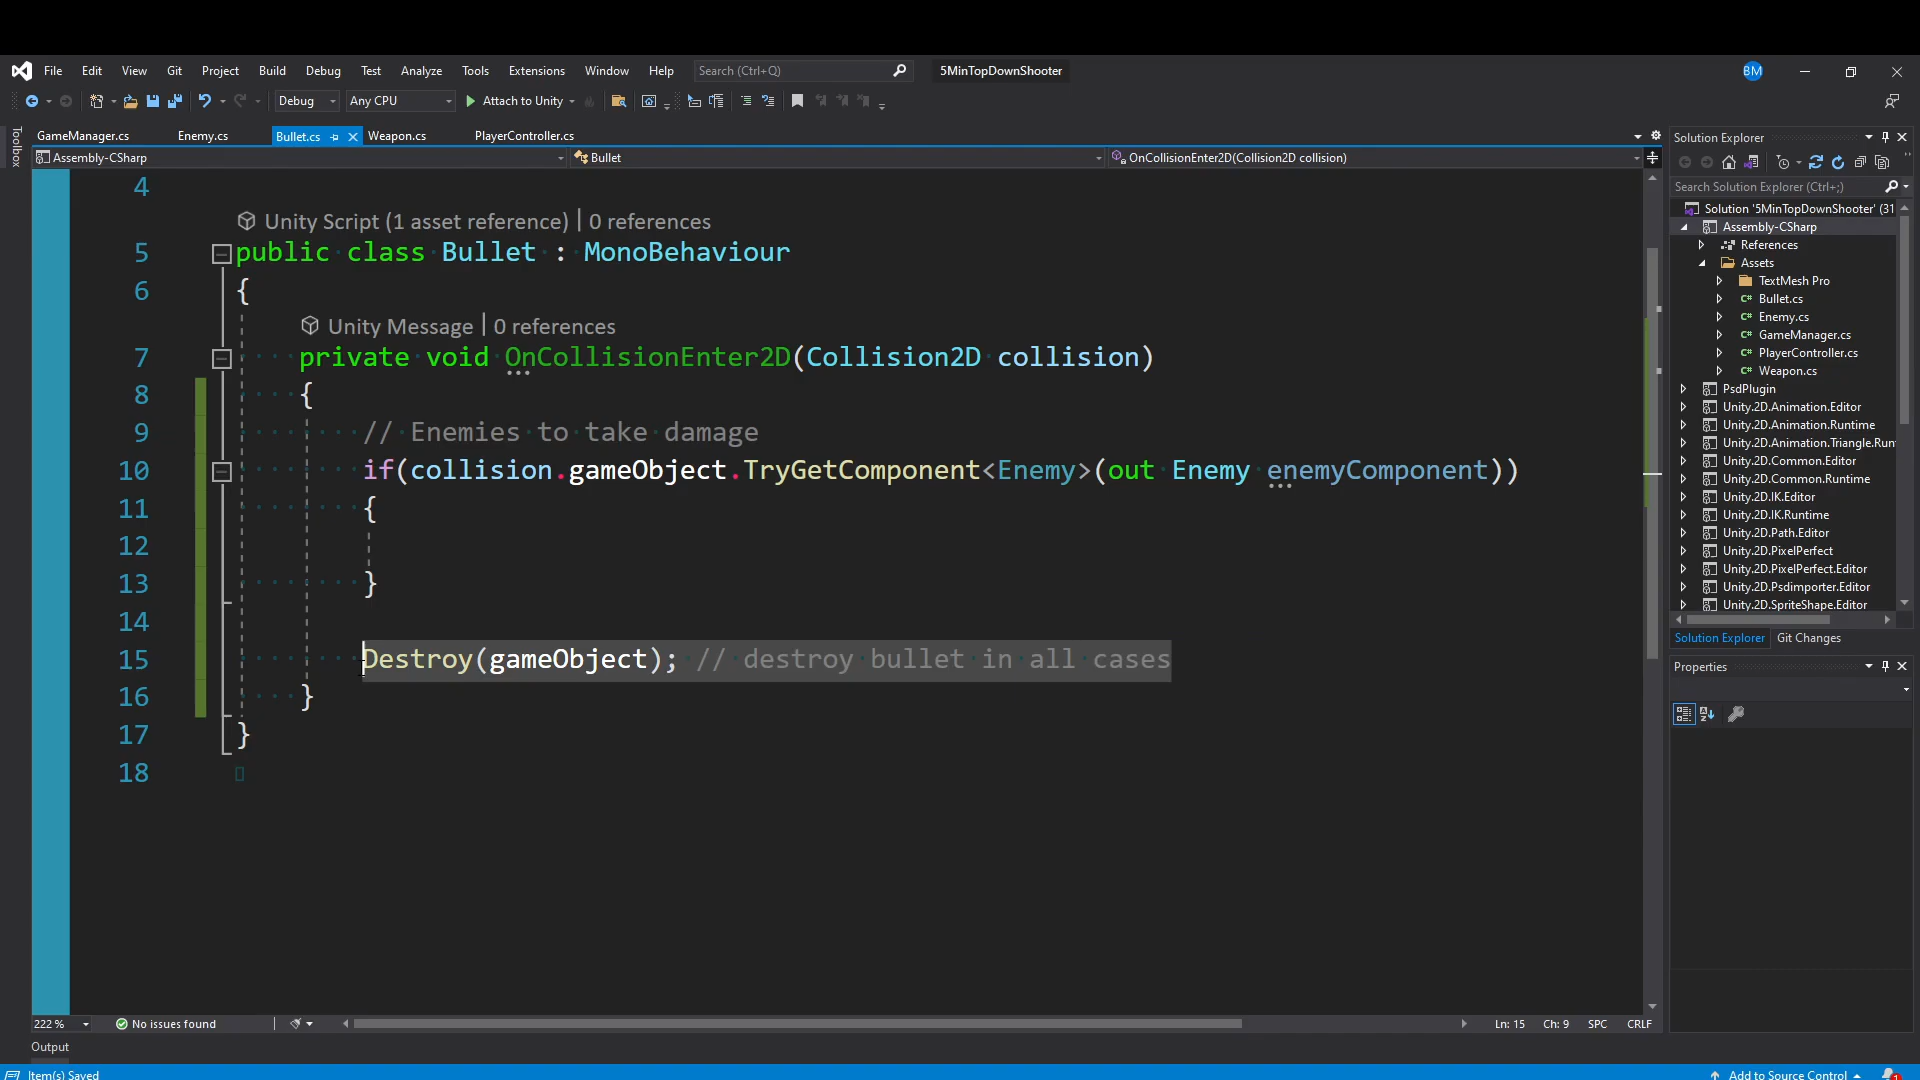 File Edit View Git Project Build Debug Test Analyze Tools Extensions Window Help Search (Ctrl+Q) 5MinTopDownShooter BM
Debug Any CPU Attach to Unity
Toolbox
GameManager.cs Enemy.cs Bullet.cs Weapon.cs PlayerController.cs
Assembly-CSharp Bullet OnCollisionEnter2D(Collision2D collision)
4
Unity Script (1 asset reference) | 0 references
5 public class Bullet : MonoBehaviour
6 {
Unity Message | 0 references
7 private void OnCollisionEnter2D(Collision2D collision)
8 {
9 // Enemies to take damage
10 if(collision.gameObject.TryGetComponent<Enemy>(out Enemy enemyComponent))
11 {
12
13 }
14
15 Destroy(gameObject); // destroy bullet in all cases
16 }
17 }
18
222 % No issues found Ln: 15 Ch: 9 SPC CRLF
Output
Item(s) Saved
Solution Explorer
Search Solution Explorer (Ctrl+;)
Solution '5MinTopDownShooter' (31
Assembly-CSharp
References
Assets
TextMesh Pro
C# Bullet.cs
C# Enemy.cs
C# GameManager.cs
C# PlayerController.cs
C# Weapon.cs
PsdPlugin
Unity.2D.Animation.Editor
Unity.2D.Animation.Runtime
Unity.2D.Animation.Triangle.Run
Unity.2D.Common.Editor
Unity.2D.Common.Runtime
Unity.2D.IK.Editor
Unity.2D.IK.Runtime
Unity.2D.Path.Editor
Unity.2D.PixelPerfect
Unity.2D.PixelPerfect.Editor
Unity.2D.Psdimporter.Editor
Unity.2D.SpriteShape.Editor
Solution Explorer Git Changes
Properties
Add to Source Control 1